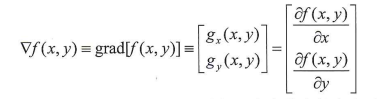 ∇f(x, y) ≡ grad[f(x, y)] ≡ [g_x(x, y); g_y(x, y)] = [∂f(x, y)/∂x; ∂f(x, y)/∂y]